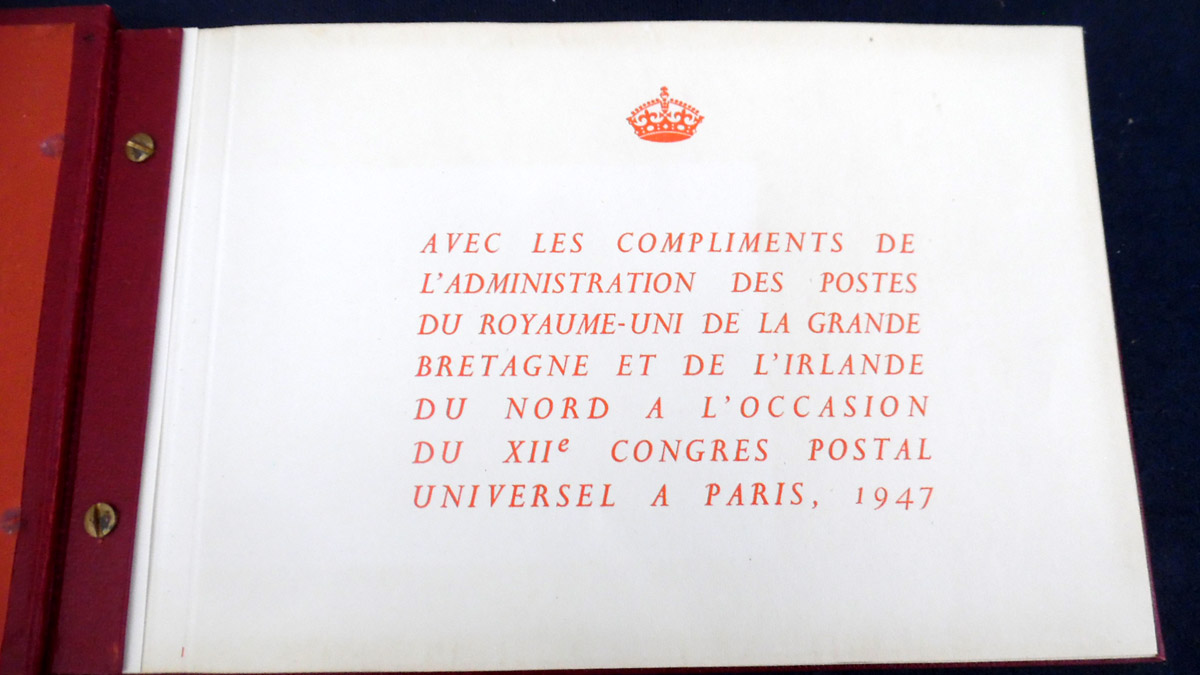 AVEC LES COMPLIMENTS DE
L'ADMINISTRATION DES POSTES
DU ROYAUME-UNI DE LA GRANDE
BRETAGNE ET DE L'IRLANDE
DU NORD A L'OCCASION
DU XIIe CONGRES POSTAL
UNIVERSEL A PARIS, 1947